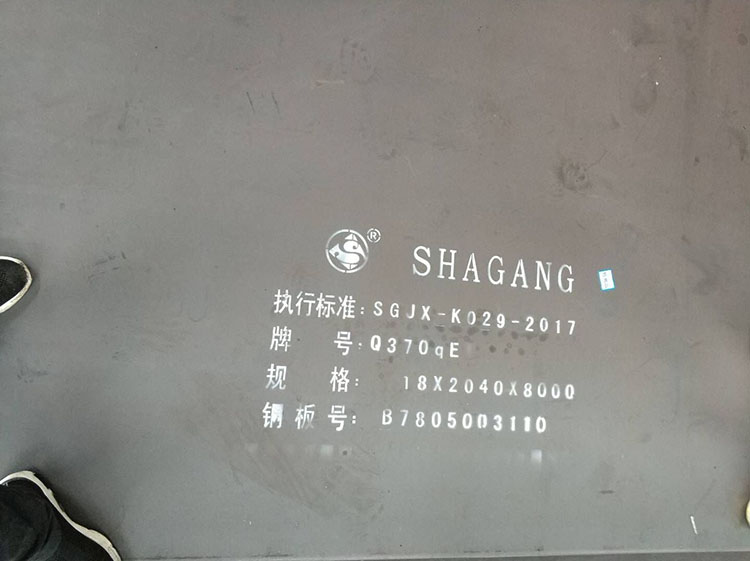 ® SHAGANG
执行标准: SGJX-K029-2017
牌 号: Q370qE
规 格: 18X2040X8000
钢板号: B7805003110